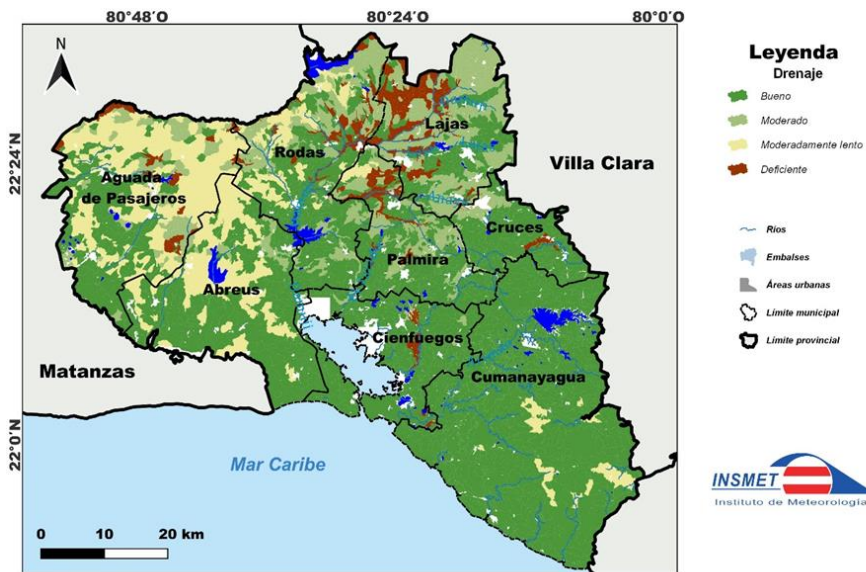 80°48´O 80°24´O 80°0´O
N
22°24´N
22°0´N
Lajas
Rodas
Villa Clara
Aguada
de Pasajeros
Cruces
Palmira
Abreus
Cienfuegos
Matanzas
Cumanayagua
Mar Caribe
0 10 20 km
Leyenda
Drenaje
Bueno
Moderado
Moderadamente lento
Deficiente
Ríos
Embalses
Áreas urbanas
Límite municipal
Límite provincial
INSMET
Instituto de Meteorología